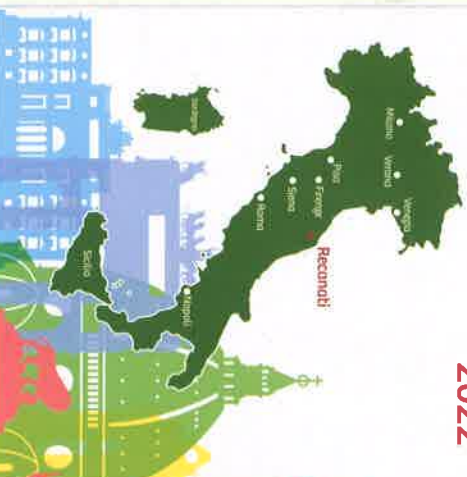 2022
Milano
Verona
Venezia
Pisa
Firenze
Siena
Recanati
Roma
Napoli
Sardegna
Sicilia